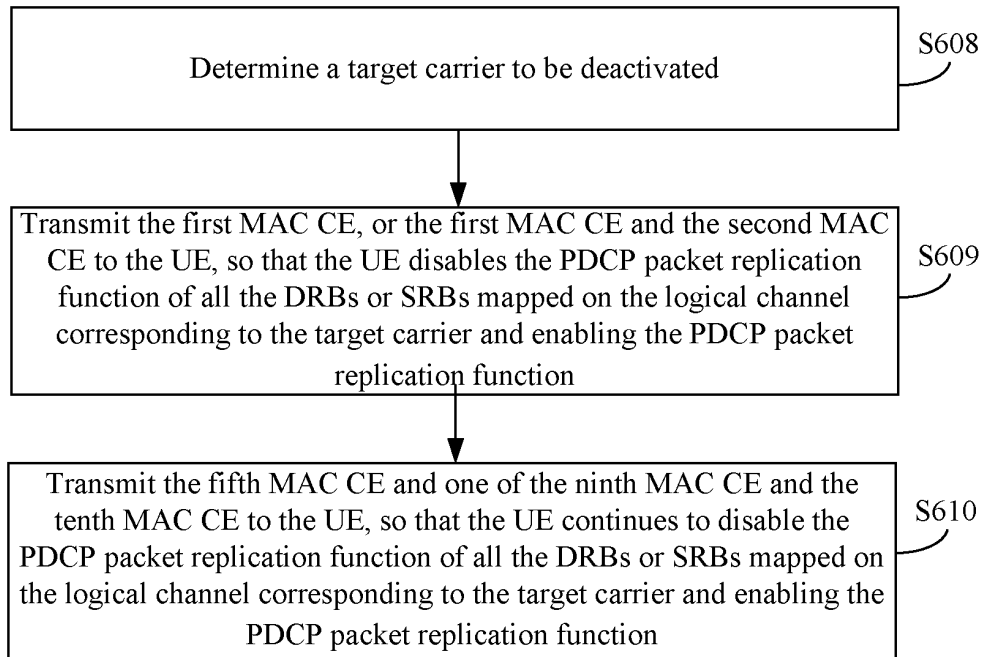 Determine a target carrier to be deactivated
S608
Transmit the first MAC CE, or the first MAC CE and the second MAC
CE to the UE, so that the UE disables the PDCP packet replication
function of all the DRBs or SRBs mapped on the logical channel
corresponding to the target carrier and enabling the PDCP packet
replication function
S609
Transmit the fifth MAC CE and one of the ninth MAC CE and the
tenth MAC CE to the UE, so that the UE continues to disable the
PDCP packet replication function of all the DRBs or SRBs mapped on
the logical channel corresponding to the target carrier and enabling the
PDCP packet replication function
S610